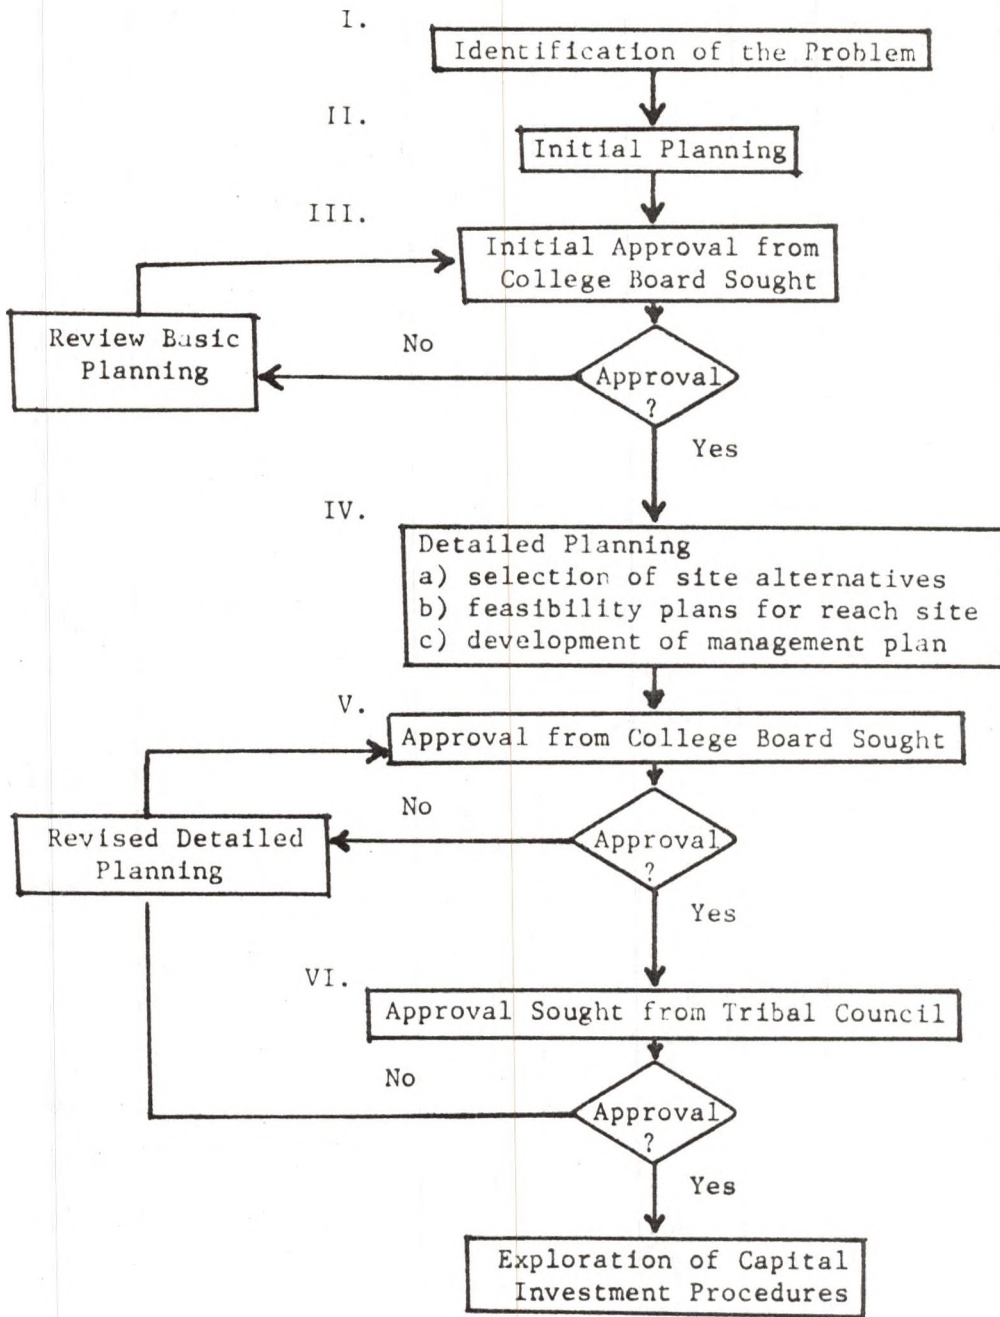 I.
Identification of the Problem
II.
Initial Planning
III.
Initial Approval from
College Board Sought
Review Basic
Planning
No
Approval
?
Yes
IV.
Detailed Planning
a) selection of site alternatives
b) feasibility plans for reach site
c) development of management plan
V.
Approval from College Board Sought
No
Revised Detailed
Planning
Approval
?
Yes
VI.
Approval Sought from Tribal Council
No
Approval
?
Yes
Exploration of Capital
Investment Procedures